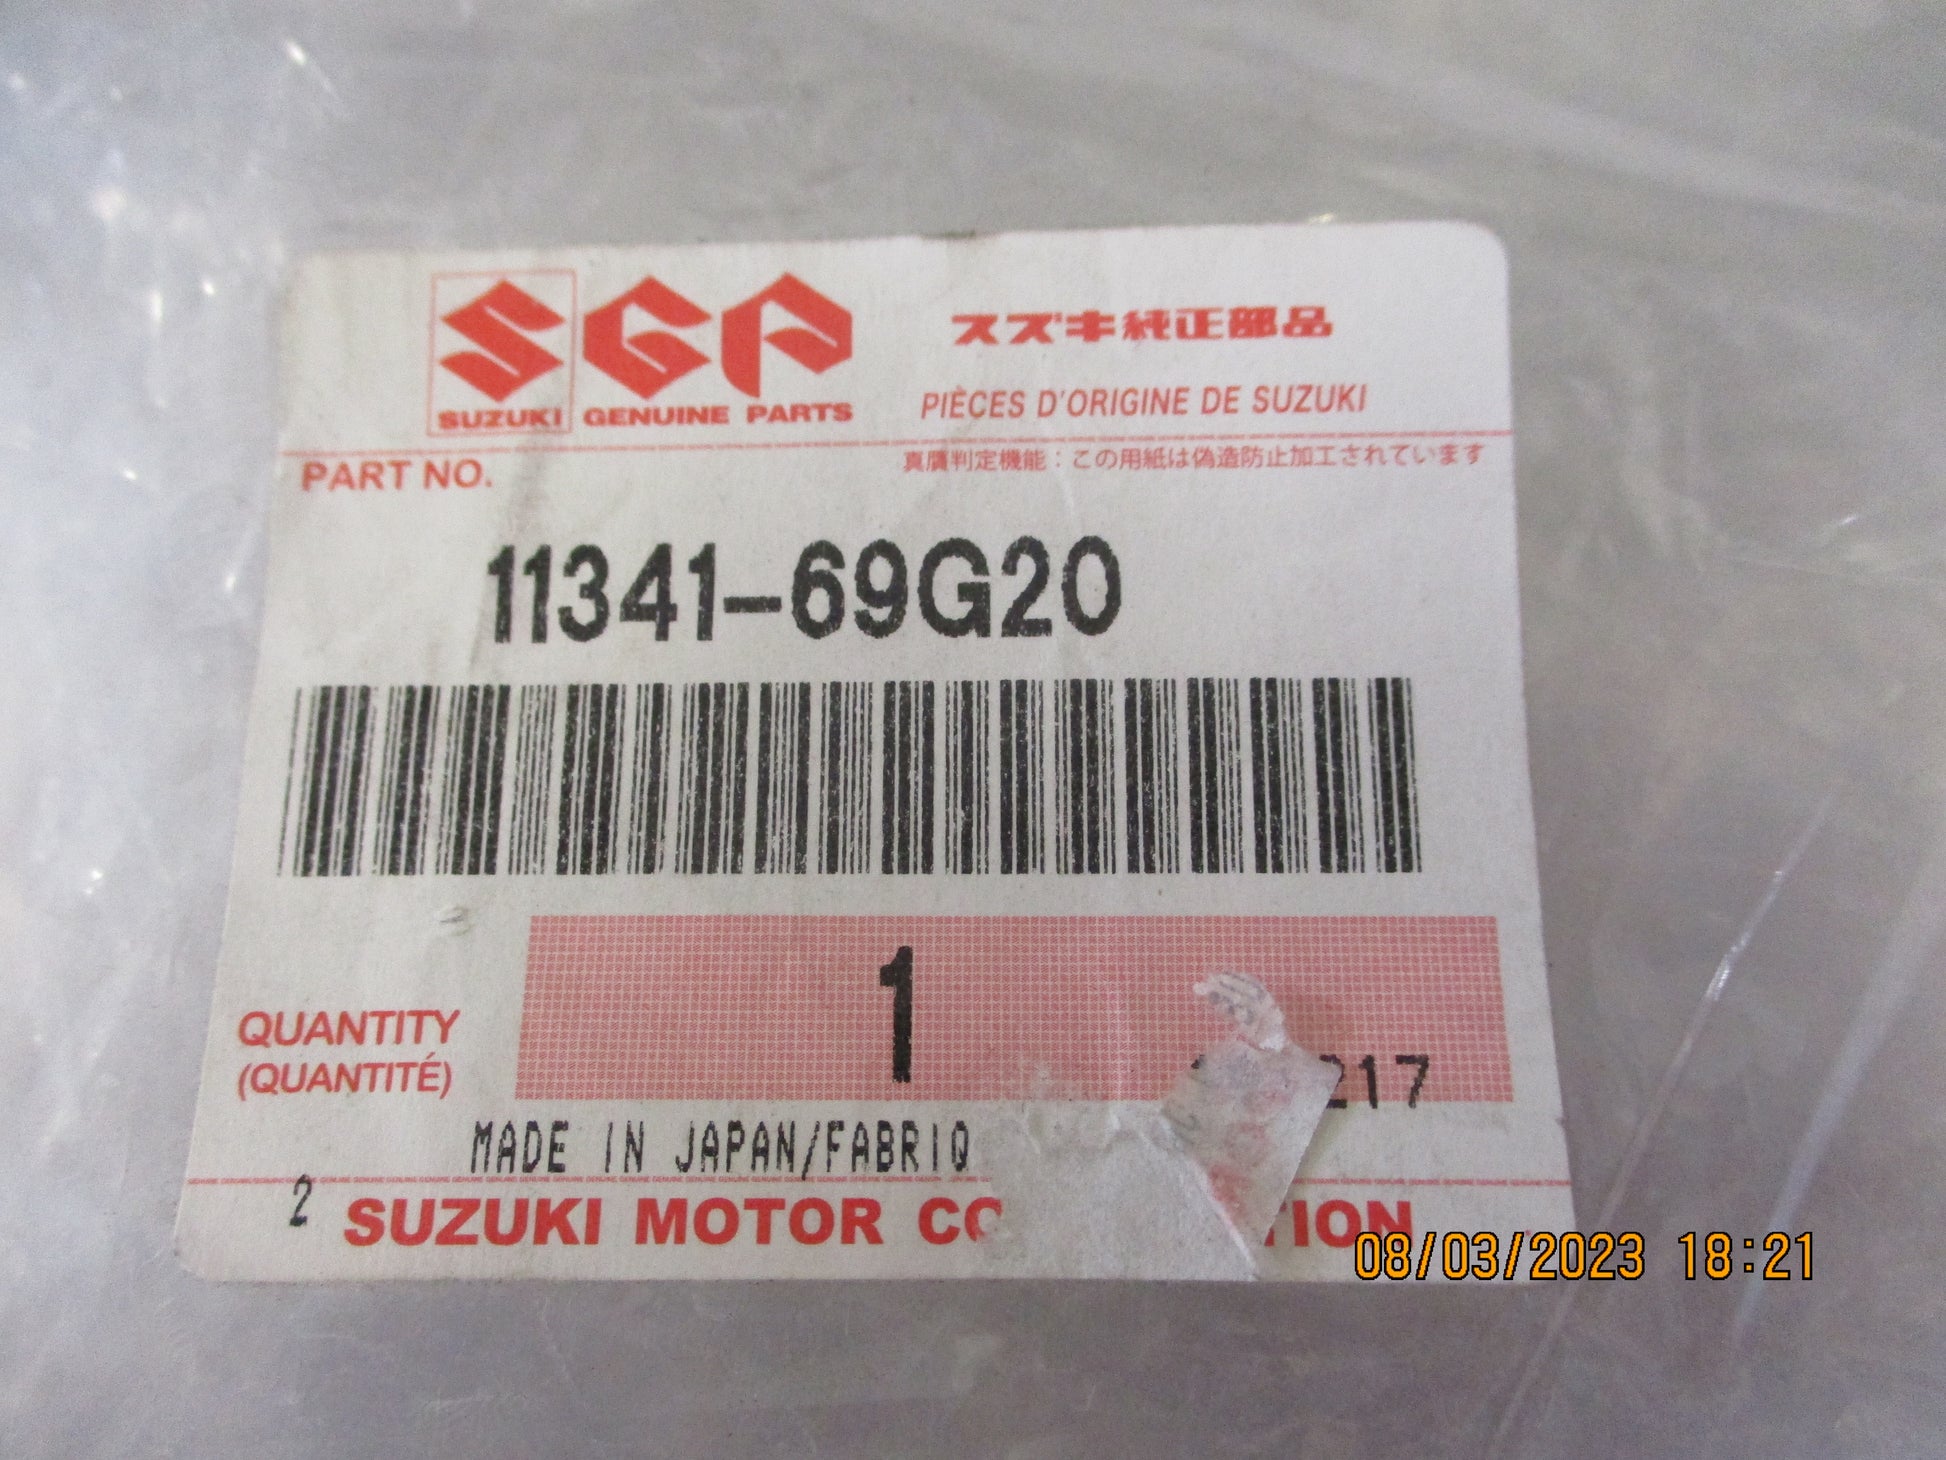 SGP
スズキ純正部品
SUZUKI GENUINE PARTS
PIÈCES D'ORIGINE DE SUZUKI
PART NO.
真贋判定機能：この用紙は偽造防止加工されています
11341-69G20
1
QUANTITY
(QUANTITÉ)
217
MADE IN JAPAN/FABRIQ
2
SUZUKI MOTOR CO TION
08/03/2023 18:21